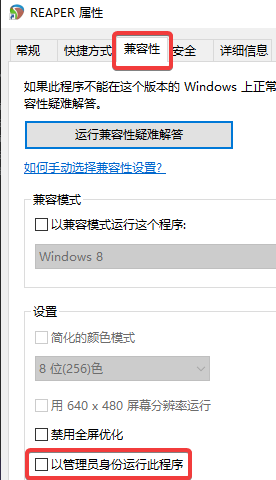 REAPER 属性
常规 快捷方式 兼容性 安全 详细信息
如果此程序不能在这个版本的 Windows 上正常
容性疑难解答。
运行兼容性疑难解答
如何手动选择兼容性设置?
兼容模式
以兼容模式运行这个程序:
Windows 8
设置
简化的颜色模式
8 位(256)色
用 640 x 480 屏幕分辨率运行
禁用全屏优化
以管理员身份运行此程序